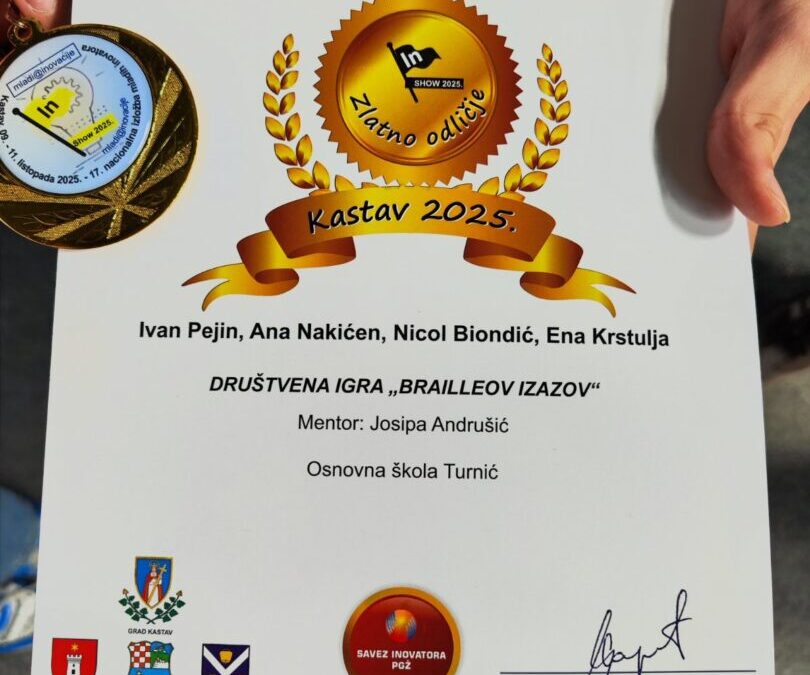 mladi@inovacije
In
Show 2025.
mladi@inovacije
Kastav 09. - 11. listopada 2025. - 17. nacionalna izložba mladih inovatora
In
SHOW 2025.
Zlatno odličje
Kastav 2025.
Ivan Pejin, Ana Nakićen, Nicol Biondić, Ena Krstulja
DRUŠTVENA IGRA „BRAILLEOV IZAZOV“
Mentor: Josipa Andrušić
Osnovna škola Turnić
GRAD KASTAV
SAVEZ INOVATORA
PGŽ